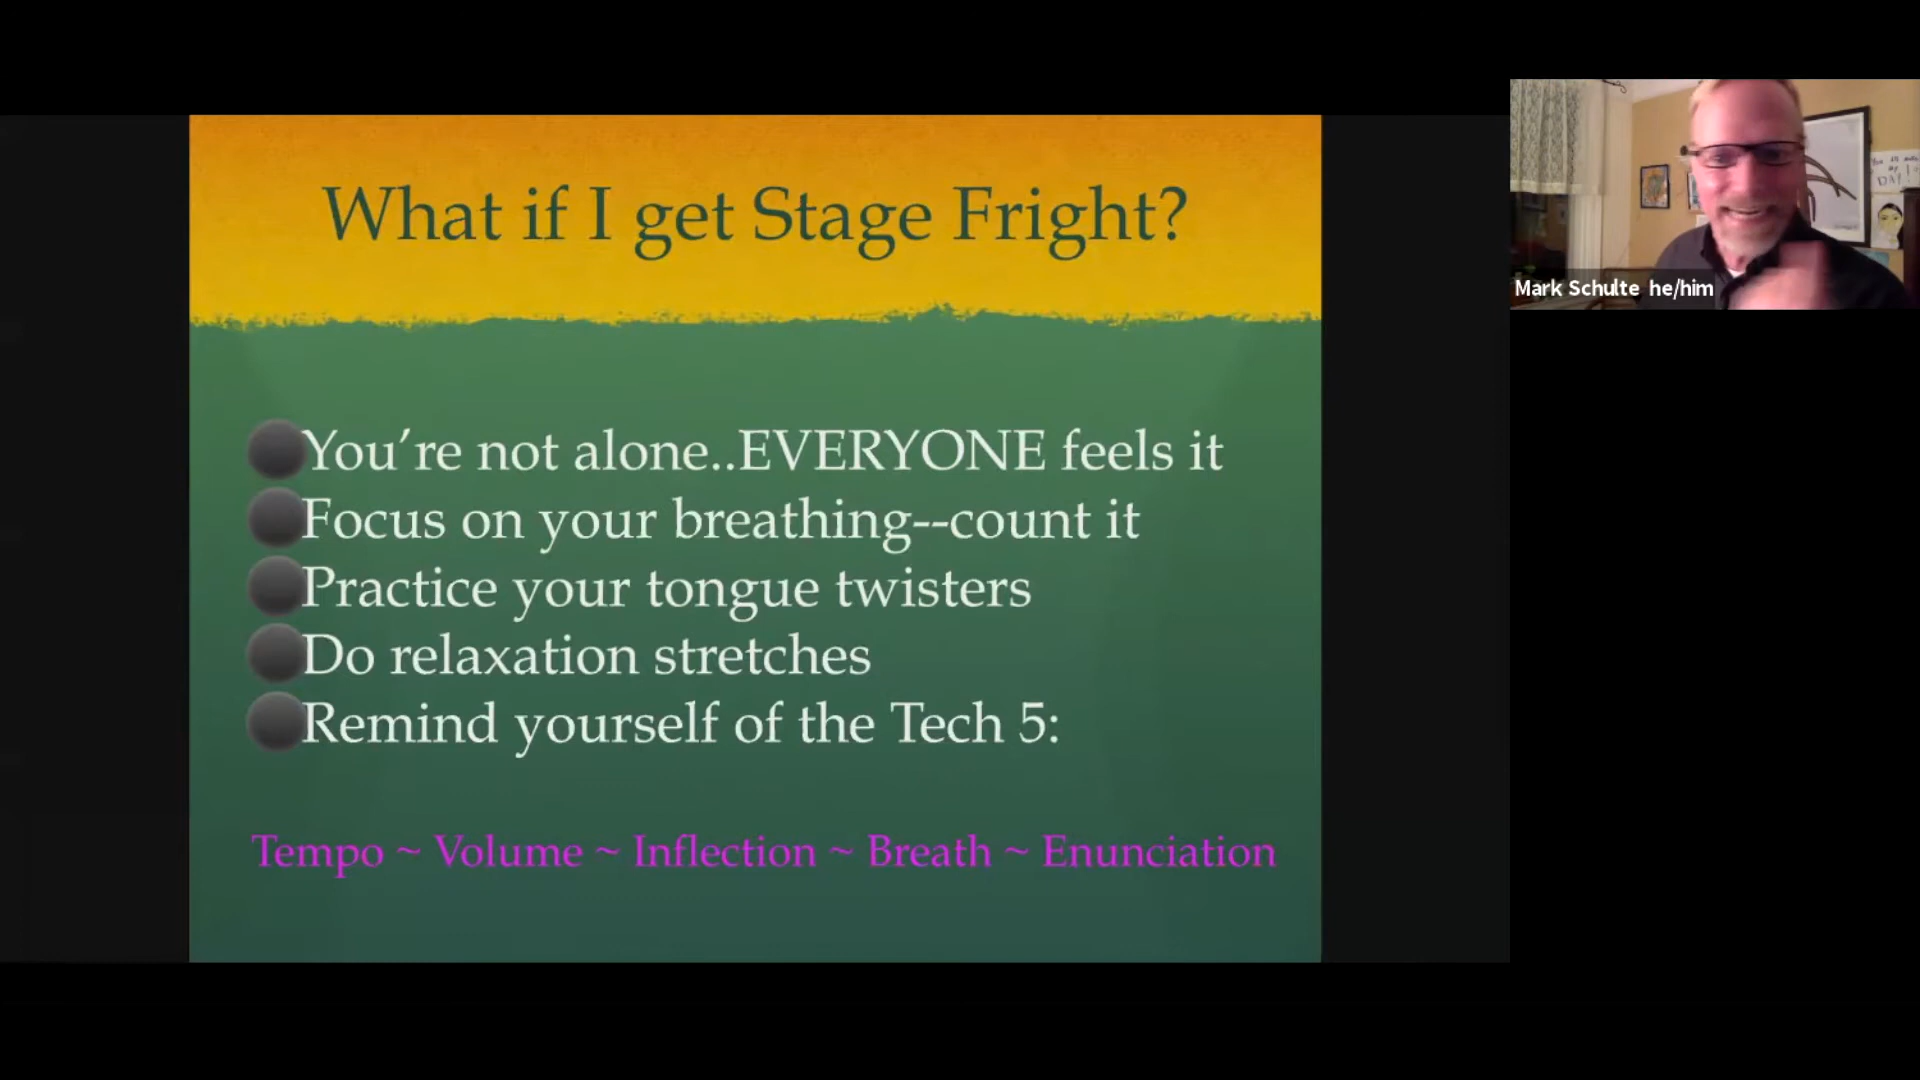 What if I get Stage Fright?
You're not alone..EVERYONE feels it
Focus on your breathing--count it
Practice your tongue twisters
Do relaxation stretches
Remind yourself of the Tech 5:
Tempo ~ Volume ~ Inflection ~ Breath ~ Enunciation
Mark Schulte he/him